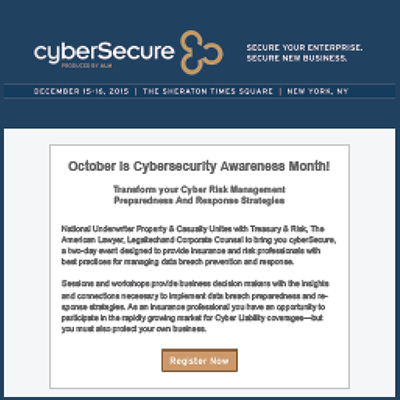 cyberSecure
PRODUCED BY ALM
SECURE YOUR ENTERPRISE.
SECURE NEW BUSINESS.
DECEMBER 15-16, 2015 | THE SHERATON TIMES SQUARE | NEW YORK, NY
October is Cybersecurity Awareness Month!
Transform your Cyber Risk Management
Preparedness And Response Strategies
National Underwriter Property & Casualty Unites with Treasury & Risk, The
American Lawyer, Legaltechand Corporate Counsel to bring you cyberSecure,
a two-day event designed to provide insurance and risk professionals with
best practices for managing data breach prevention and response.
Sessions and workshops provide business decision makers with the insights
and connections necessary to implement data breach preparedness and re-
sponse strategies. As an insurance professional you have an opportunity to
participate in the rapidly growing market for Cyber Liability coverages—but
you must also protect your own business.
Register Now